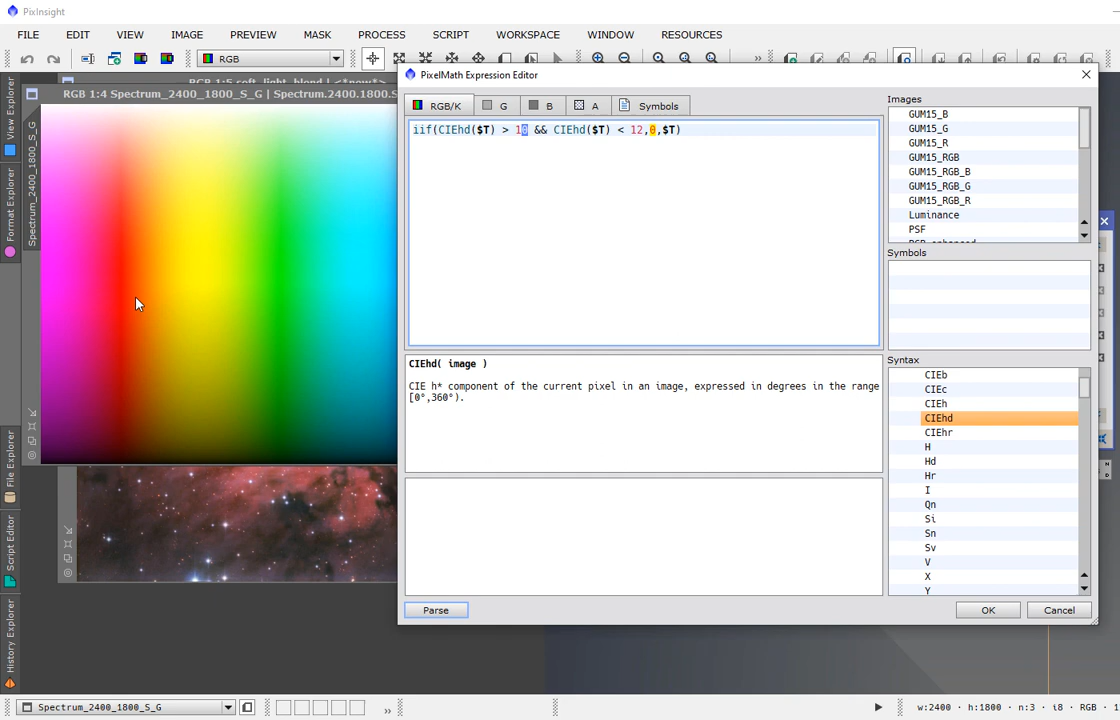 PixInsight
FILE EDIT VIEW IMAGE PREVIEW MASK PROCESS SCRIPT WORKSPACE WINDOW RESOURCES
RGB
PixelMath Expression Editor
RGB 1:4 Spectrum_2400_1800_S_G | Spectrum.2400.1800.S
RGB/K G B A Symbols
iif(CIEhd($T) > 10 && CIEhd($T) < 12,0,$T)
Images
GUM15_B
GUM15_G
GUM15_R
GUM15_RGB
GUM15_RGB_B
GUM15_RGB_G
GUM15_RGB_R
Luminance
PSF
Symbols
CIEhd( image )
CIE h* component of the current pixel in an image, expressed in degrees in the range
[0°,360°).
Syntax
CIEb
CIEc
CIEh
CIEhd
CIEhr
H
Hd
Hr
I
Qn
Si
Sn
Sv
V
X
Y
Parse
OK
Cancel
View Explorer
Format Explorer
File Explorer
Script Editor
History Explorer
Spectrum_2400_1800_S_G
Spectrum_2400_1800_S_G
w:2400 · h:1800 · n:3 · i8 · RGB ·